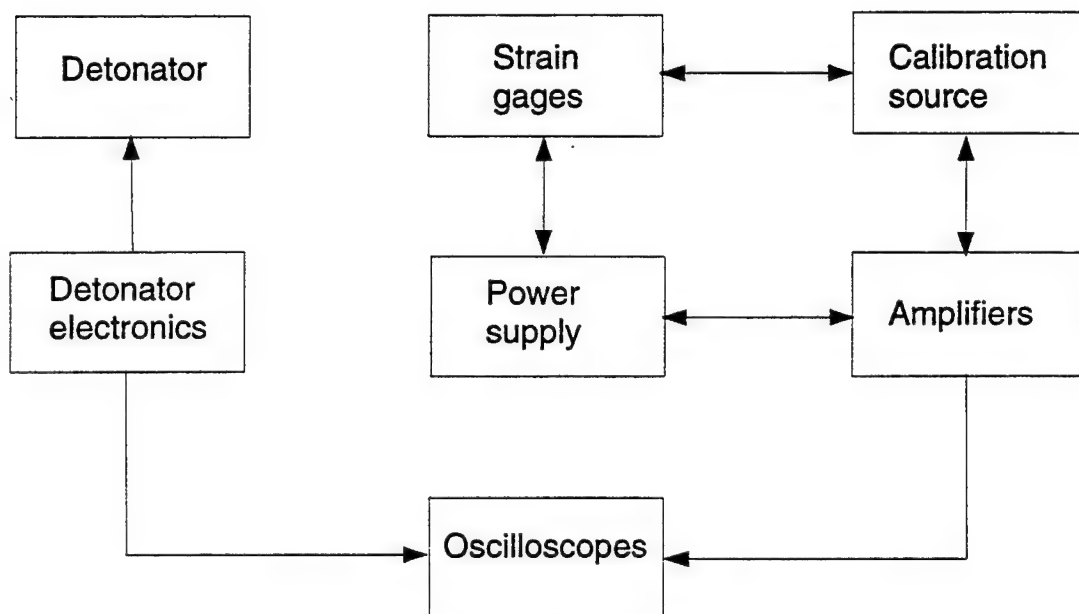 Detonator
Strain
gages
Calibration
source
Detonator
electronics
Power
supply
Amplifiers
Oscilloscopes